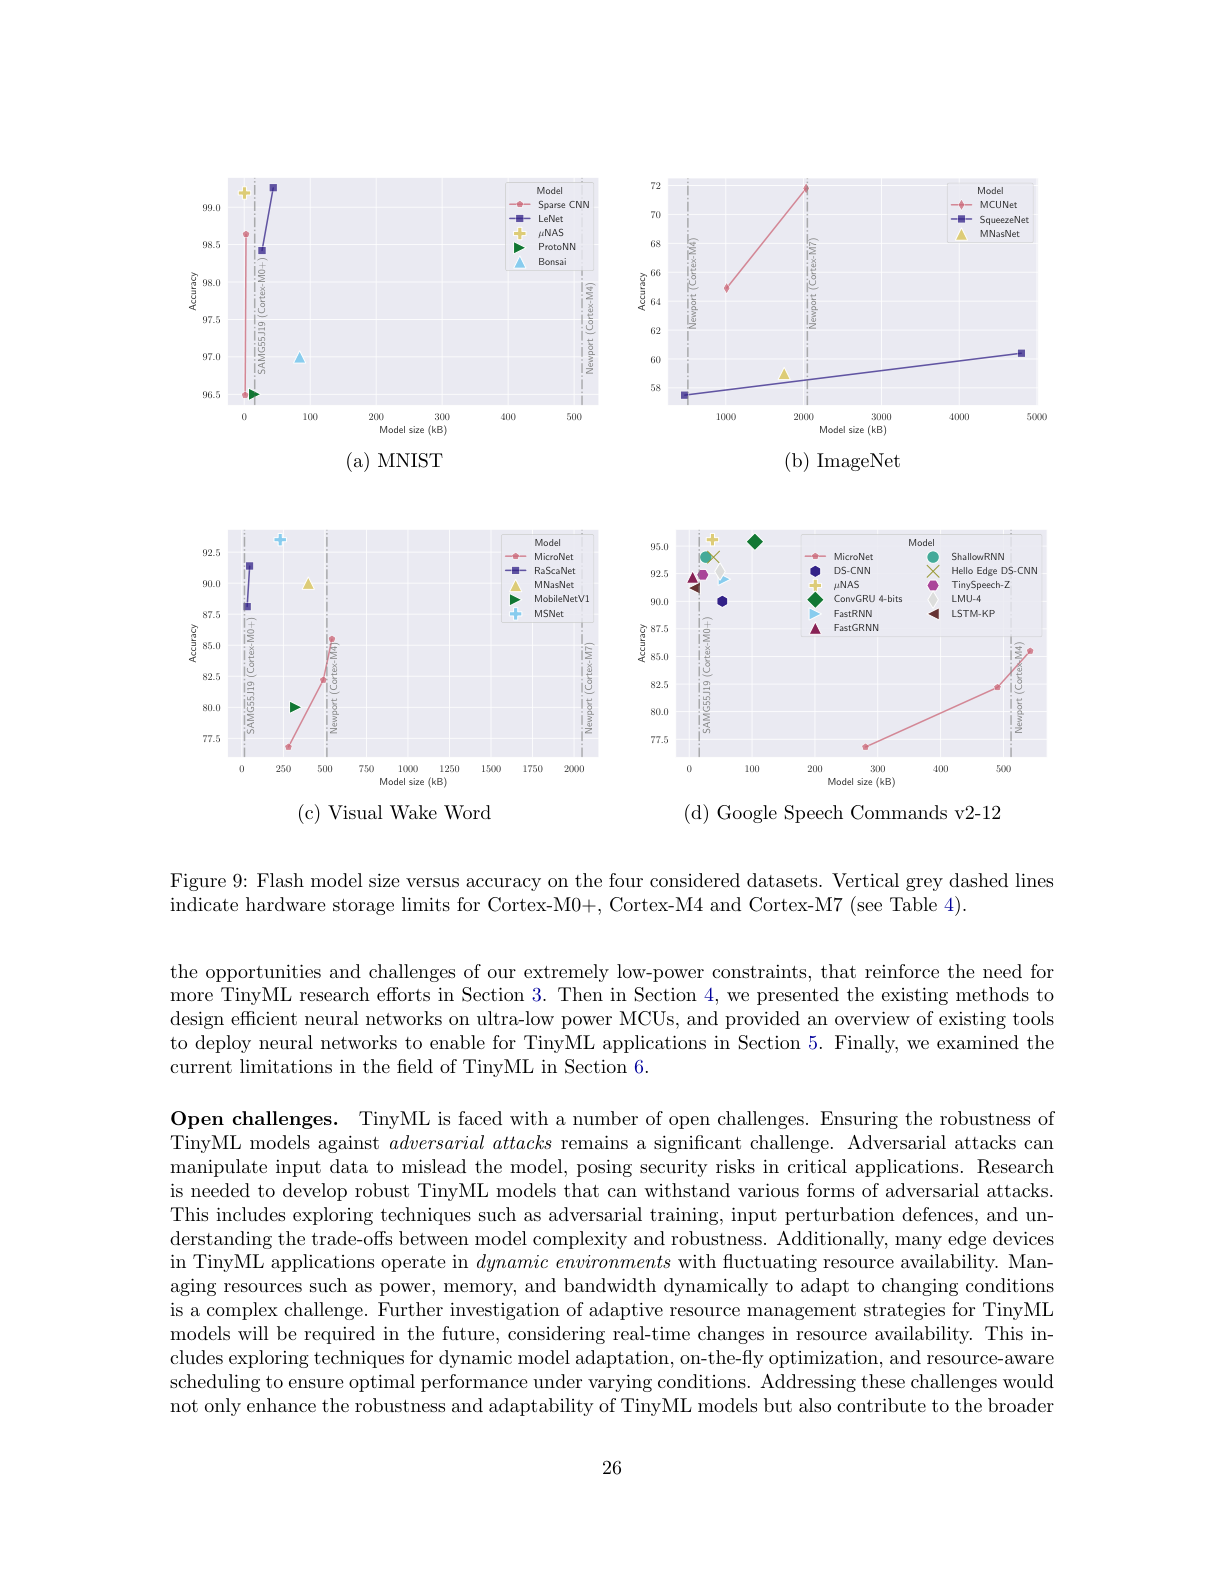 99.0
98.5
98.0
97.5
97.0
96.5
Accuracy
0 100 200 300 400 500
Model size (kB)
SAMG55J19 (Cortex-M0+)
Newport (Cortex-M4)
Model
Sparse CNN
LeNet
μNAS
ProtoNN
Bonsai
(a) MNIST
72
70
68
66
64
62
60
58
Accuracy
1000 2000 3000 4000 5000
Model size (kB)
Newport (Cortex-M4)
Newport (Cortex-M7)
Model
MCUNet
SqueezeNet
MNasNet
(b) ImageNet
92.5
90.0
87.5
85.0
82.5
80.0
77.5
Accuracy
0 250 500 750 1000 1250 1500 1750 2000
Model size (kB)
SAMG55J19 (Cortex-M0+)
Newport (Cortex-M4)
Newport (Cortex-M7)
Model
MicroNet
RaScaNet
MNasNet
MobileNetV1
MSNet
(c) Visual Wake Word
95.0
92.5
90.0
87.5
85.0
82.5
80.0
77.5
Accuracy
0 100 200 300 400 500
Model size (kB)
SAMG55J19 (Cortex-M0+)
Newport (Cortex-M4)
Model
MicroNet
DS-CNN
μNAS
ConvGRU 4-bits
FastRNN
FastGRNN
ShallowRNN
Hello Edge DS-CNN
TinySpeech-Z
LMU-4
LSTM-KP
(d) Google Speech Commands v2-12
Figure 9: Flash model size versus accuracy on the four considered datasets. Vertical grey dashed lines
indicate hardware storage limits for Cortex-M0+, Cortex-M4 and Cortex-M7 (see Table 4).
the opportunities and challenges of our extremely low-power constraints, that reinforce the need for
more TinyML research efforts in Section 3. Then in Section 4, we presented the existing methods to
design efficient neural networks on ultra-low power MCUs, and provided an overview of existing tools
to deploy neural networks to enable for TinyML applications in Section 5. Finally, we examined the
current limitations in the field of TinyML in Section 6.
Open challenges. TinyML is faced with a number of open challenges. Ensuring the robustness of
TinyML models against adversarial attacks remains a significant challenge. Adversarial attacks can
manipulate input data to mislead the model, posing security risks in critical applications. Research
is needed to develop robust TinyML models that can withstand various forms of adversarial attacks.
This includes exploring techniques such as adversarial training, input perturbation defences, and un-
derstanding the trade-offs between model complexity and robustness. Additionally, many edge devices
in TinyML applications operate in dynamic environments with fluctuating resource availability. Man-
aging resources such as power, memory, and bandwidth dynamically to adapt to changing conditions
is a complex challenge. Further investigation of adaptive resource management strategies for TinyML
models will be required in the future, considering real-time changes in resource availability. This in-
cludes exploring techniques for dynamic model adaptation, on-the-fly optimization, and resource-aware
scheduling to ensure optimal performance under varying conditions. Addressing these challenges would
not only enhance the robustness and adaptability of TinyML models but also contribute to the broader
26